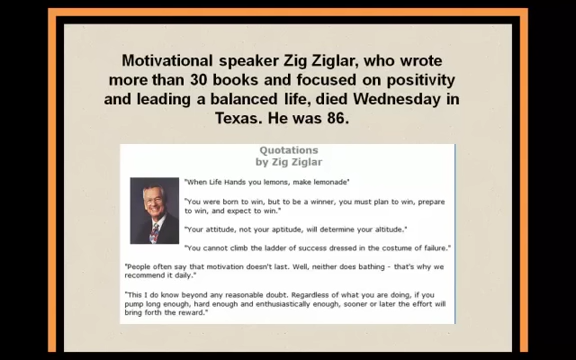 Motivational speaker Zig Ziglar, who wrote
more than 30 books and focused on positivity
and leading a balanced life, died Wednesday in
Texas. He was 86.
Quotations
by Zig Ziglar
"When Life Hands you lemons, make lemonade"
"You were born to win, but to be a winner, you must plan to win, prepare
to win, and expect to win."
"Your attitude, not your aptitude, will determine your altitude."
"You cannot climb the ladder of success dressed in the costume of failure."
"People often say that motivation doesn't last. Well, neither does bathing - that's why we
recommend it daily."
"This I do know beyond any reasonable doubt. Regardless of what you are doing, if you
pump long enough, hard enough and enthusiastically enough, sooner or later the effort will
bring forth the reward."